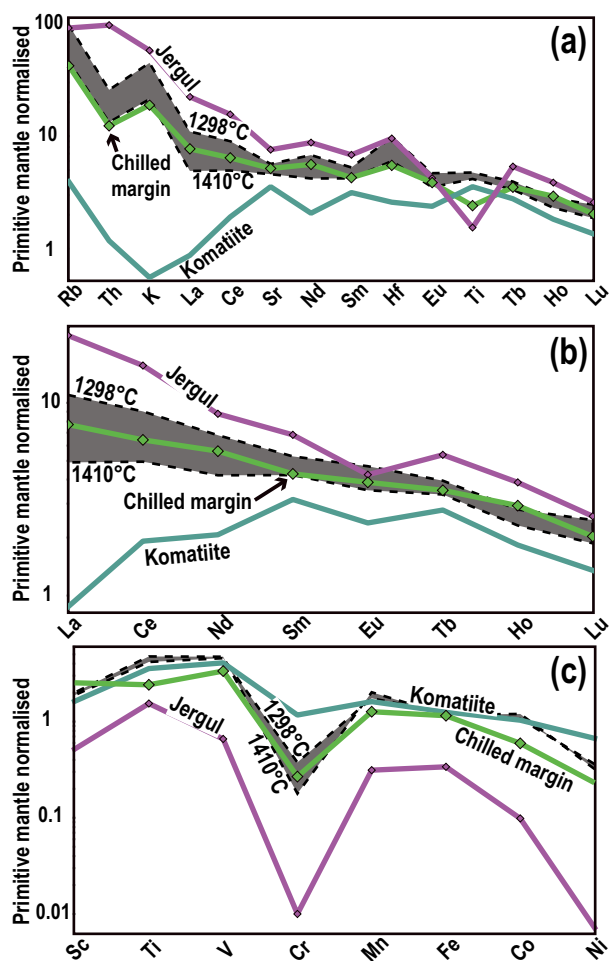 (a)
Primitive mantle normalised
100
10
1
Jergul
1298°C
Chilled
margin
1410°C
Komatiite
Rb Th K La Ce Sr Nd Sm Hf Eu Ti Tb Ho Lu
(b)
Primitive mantle normalised
10
1
Jergul
1298°C
1410°C
Chilled margin
Komatiite
La Ce Nd Sm Eu Tb Ho Lu
(c)
Primitive mantle normalised
1
0.1
0.01
Komatiite
1298°C
1410°C
Chilled margin
Jergul
Sc Ti V Cr Mn Fe Co Ni